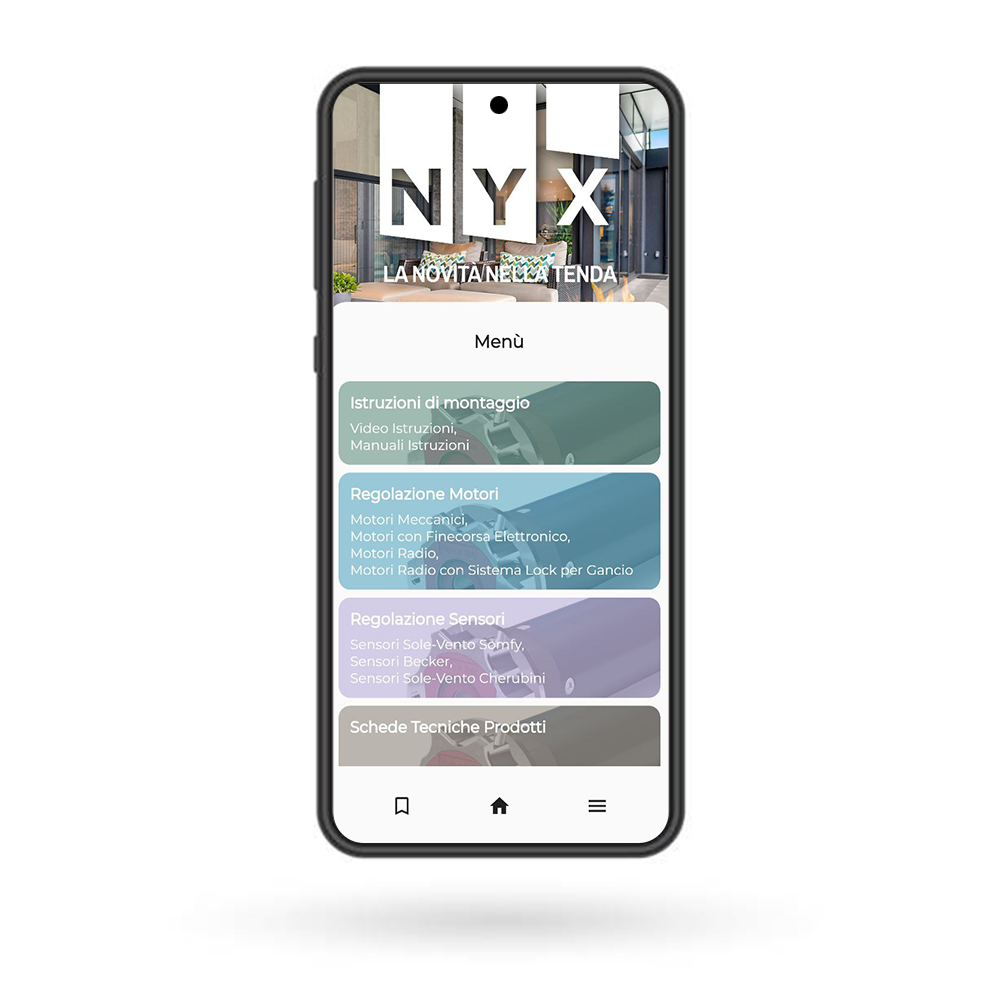 NYX
LA NOVITA NELLA TENDA
Menù
Istruzioni di montaggio
Video Istruzioni,
Manuali Istruzioni
Regolazione Motori
Motori Meccanici,
Motori con Finecorsa Elettronico,
Motori Radio,
Motori Radio con Sistema Lock per Gancio
Regolazione Sensori
Sensori Sole-Vento Somfy,
Sensori Becker,
Sensori Sole-Vento Cherubini
Schede Tecniche Prodotti